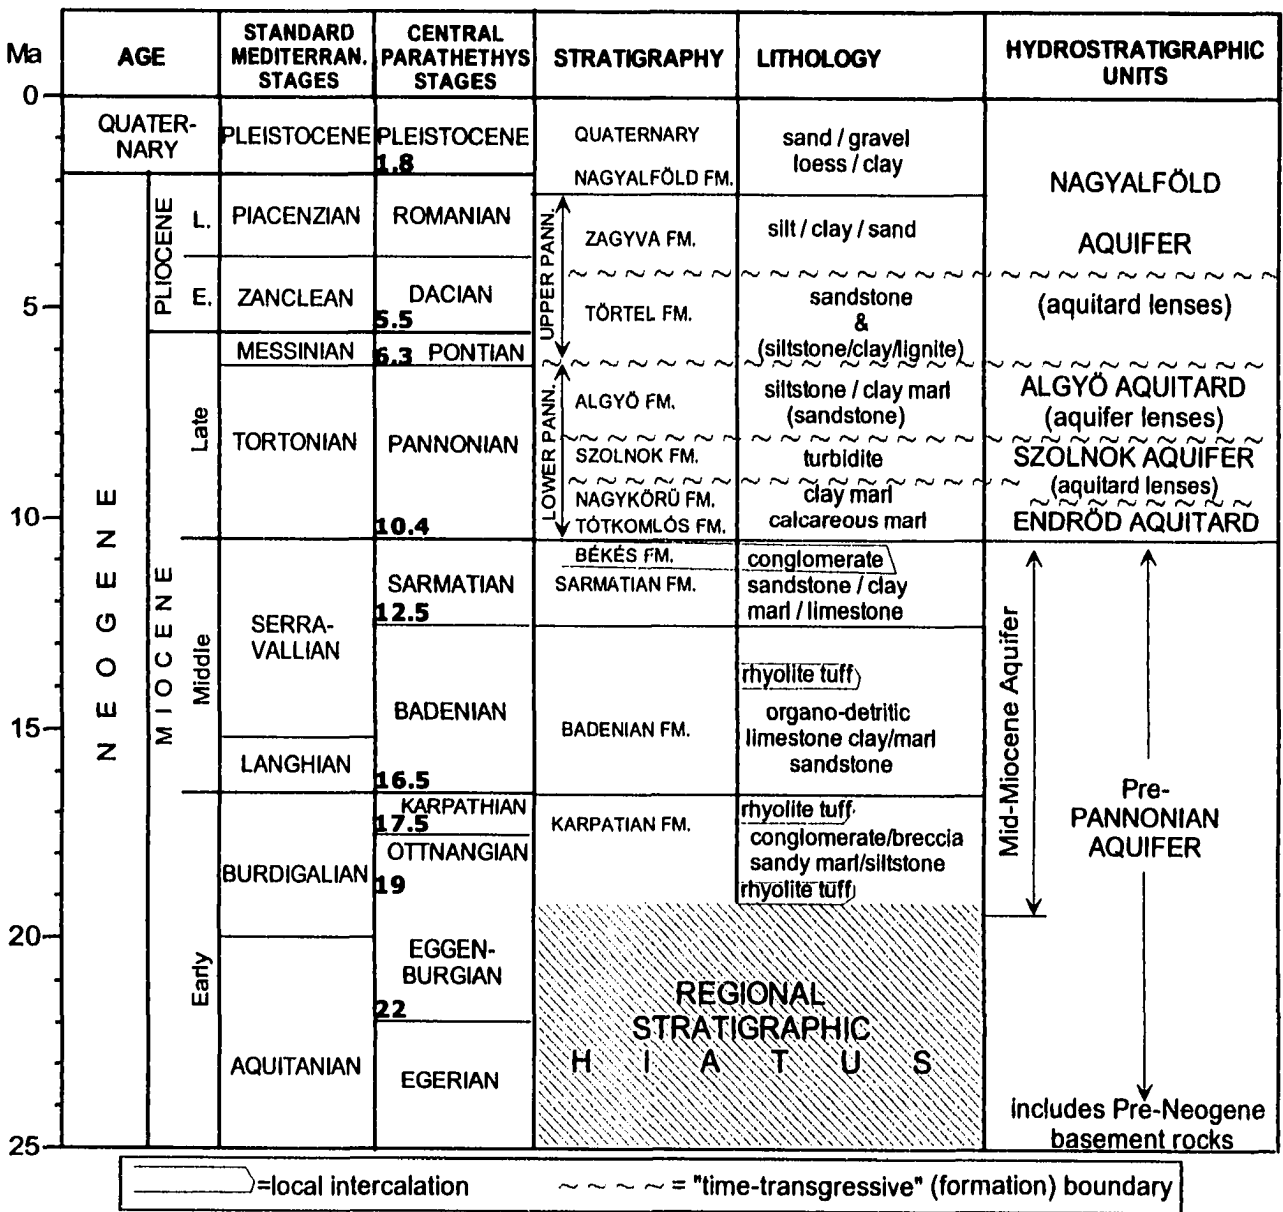 Ma
AGE
STANDARD
MEDITERRAN.
STAGES
CENTRAL
PARATHETHYS
STAGES
STRATIGRAPHY
LITHOLOGY
HYDROSTRATIGRAPHIC
UNITS
0
5
10
15
20
25
QUATER-
NARY
NEOGENE
PLIOCENE
L.
E.
MIOCENE
Late
Middle
Early
PLEISTOCENE
PIACENZIAN
ZANCLEAN
MESSINIAN
TORTONIAN
SERRA-
VALLIAN
LANGHIAN
BURDIGALIAN
AQUITANIAN
PLEISTOCENE
1.8
ROMANIAN
DACIAN
5.5
6.3 PONTIAN
PANNONIAN
10.4
SARMATIAN
12.5
BADENIAN
16.5
KARPATHIAN
17.5
OTTNANGIAN
19
EGGEN-
BURGIAN
22
EGERIAN
QUATERNARY
NAGYALFÖLD FM.
UPPER PANN.
ZAGYVA FM.
TÖRTEL FM.
LOWER PANN.
ALGYÖ FM.
SZOLNOK FM.
NAGYKÖRÜ FM.
TÓTKOMLÓS FM.
BÉKÉS FM.
SARMATIAN FM.
BADENIAN FM.
KARPATIAN FM.
sand / gravel
loess / clay
silt / clay / sand
sandstone
&
(siltstone/clay/lignite)
siltstone / clay marl
(sandstone)
turbidite
clay marl
calcareous marl
conglomerate
sandstone / clay
marl / limestone
rhyolite tuff
organo-detritic
limestone clay/marl
sandstone
rhyolite tuff
conglomerate/breccia
sandy marl/siltstone
rhyolite tuff
REGIONAL
STRATIGRAPHIC
HIATUS
NAGYALFÖLD
AQUIFER
(aquitard lenses)
ALGYÖ AQUITARD
(aquifer lenses)
SZOLNOK AQUIFER
(aquitard lenses)
ENDRÖD AQUITARD
Mid-Miocene Aquifer
Pre-
PANNONIAN
AQUIFER
includes Pre-Neogene
basement rocks
=local intercalation
~ ~ ~ ~ = "time-transgressive" (formation) boundary